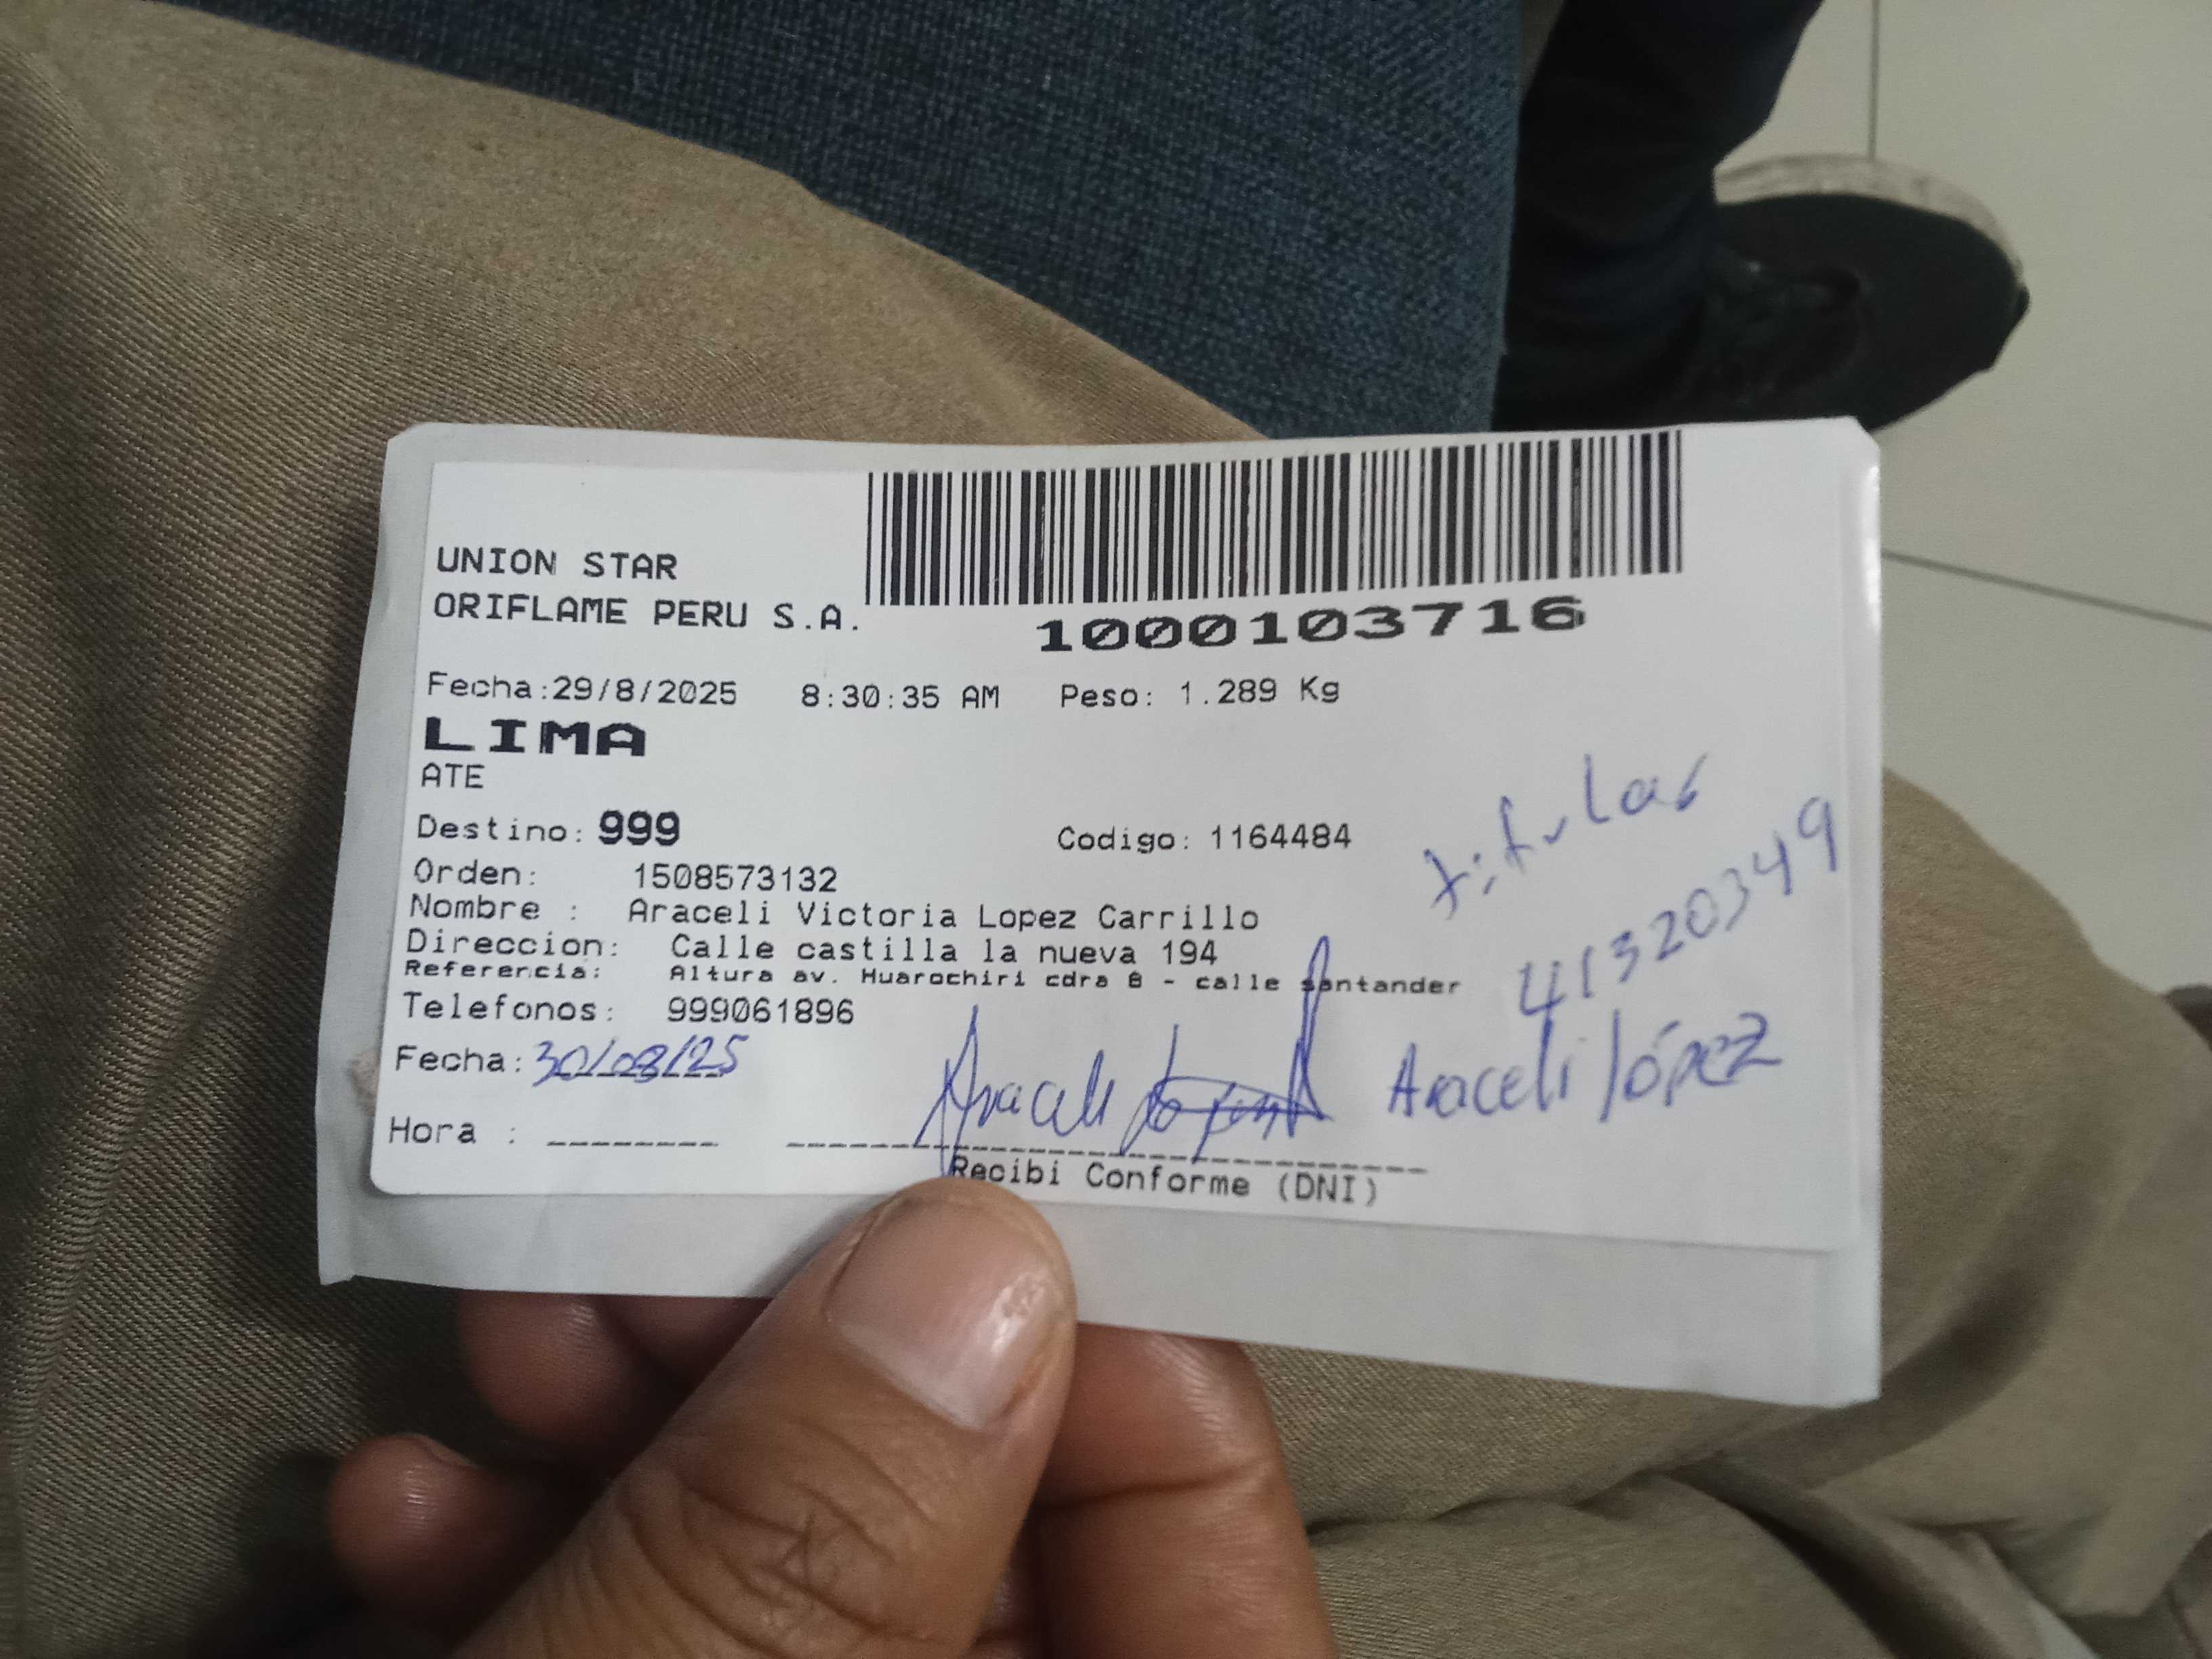 UNION STAR
ORIFLAME PERU S.A.
1000103716
Fecha:29/8/2025 8:30:35 AM Peso: 1.289 Kg
LIMA
ATE
Destino: 999 Codigo: 1164484
titular
Orden: 1508573132
41320349
Nombre : Araceli Victoria Lopez Carrillo
Direccion: Calle castilla la nueva 194
Referencia: Altura av. Huarochiri cdra 8 - calle santander
Telefonos: 999061896
Fecha: 30/08/25
Araceli López
Hora :
Recibi Conforme (DNI)